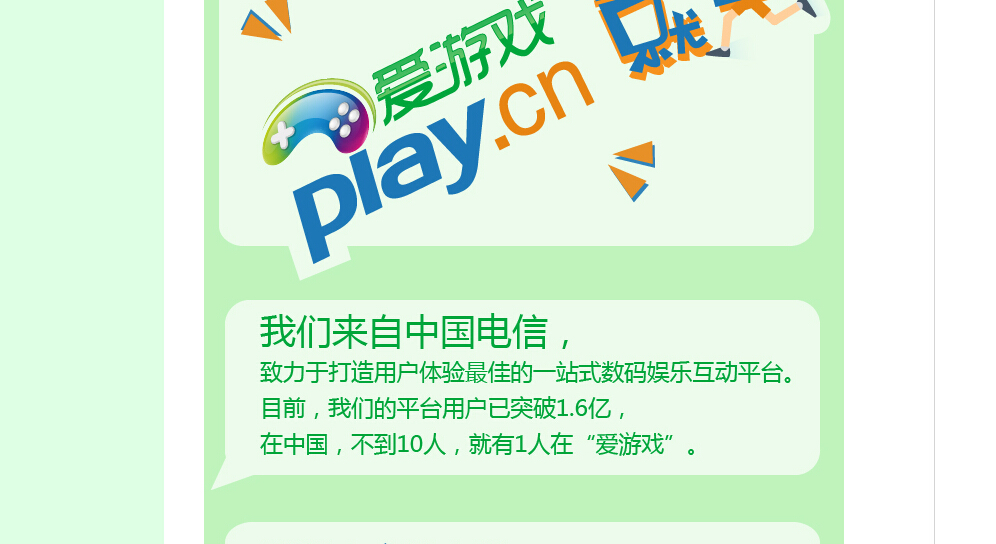 爱游戏
play.cn
我们来自中国电信，
致力于打造用户体验最佳的一站式数码娱乐互动平台。
目前，我们的平台用户已突破1.6亿，
在中国，不到10人，就有1人在“爱游戏”。